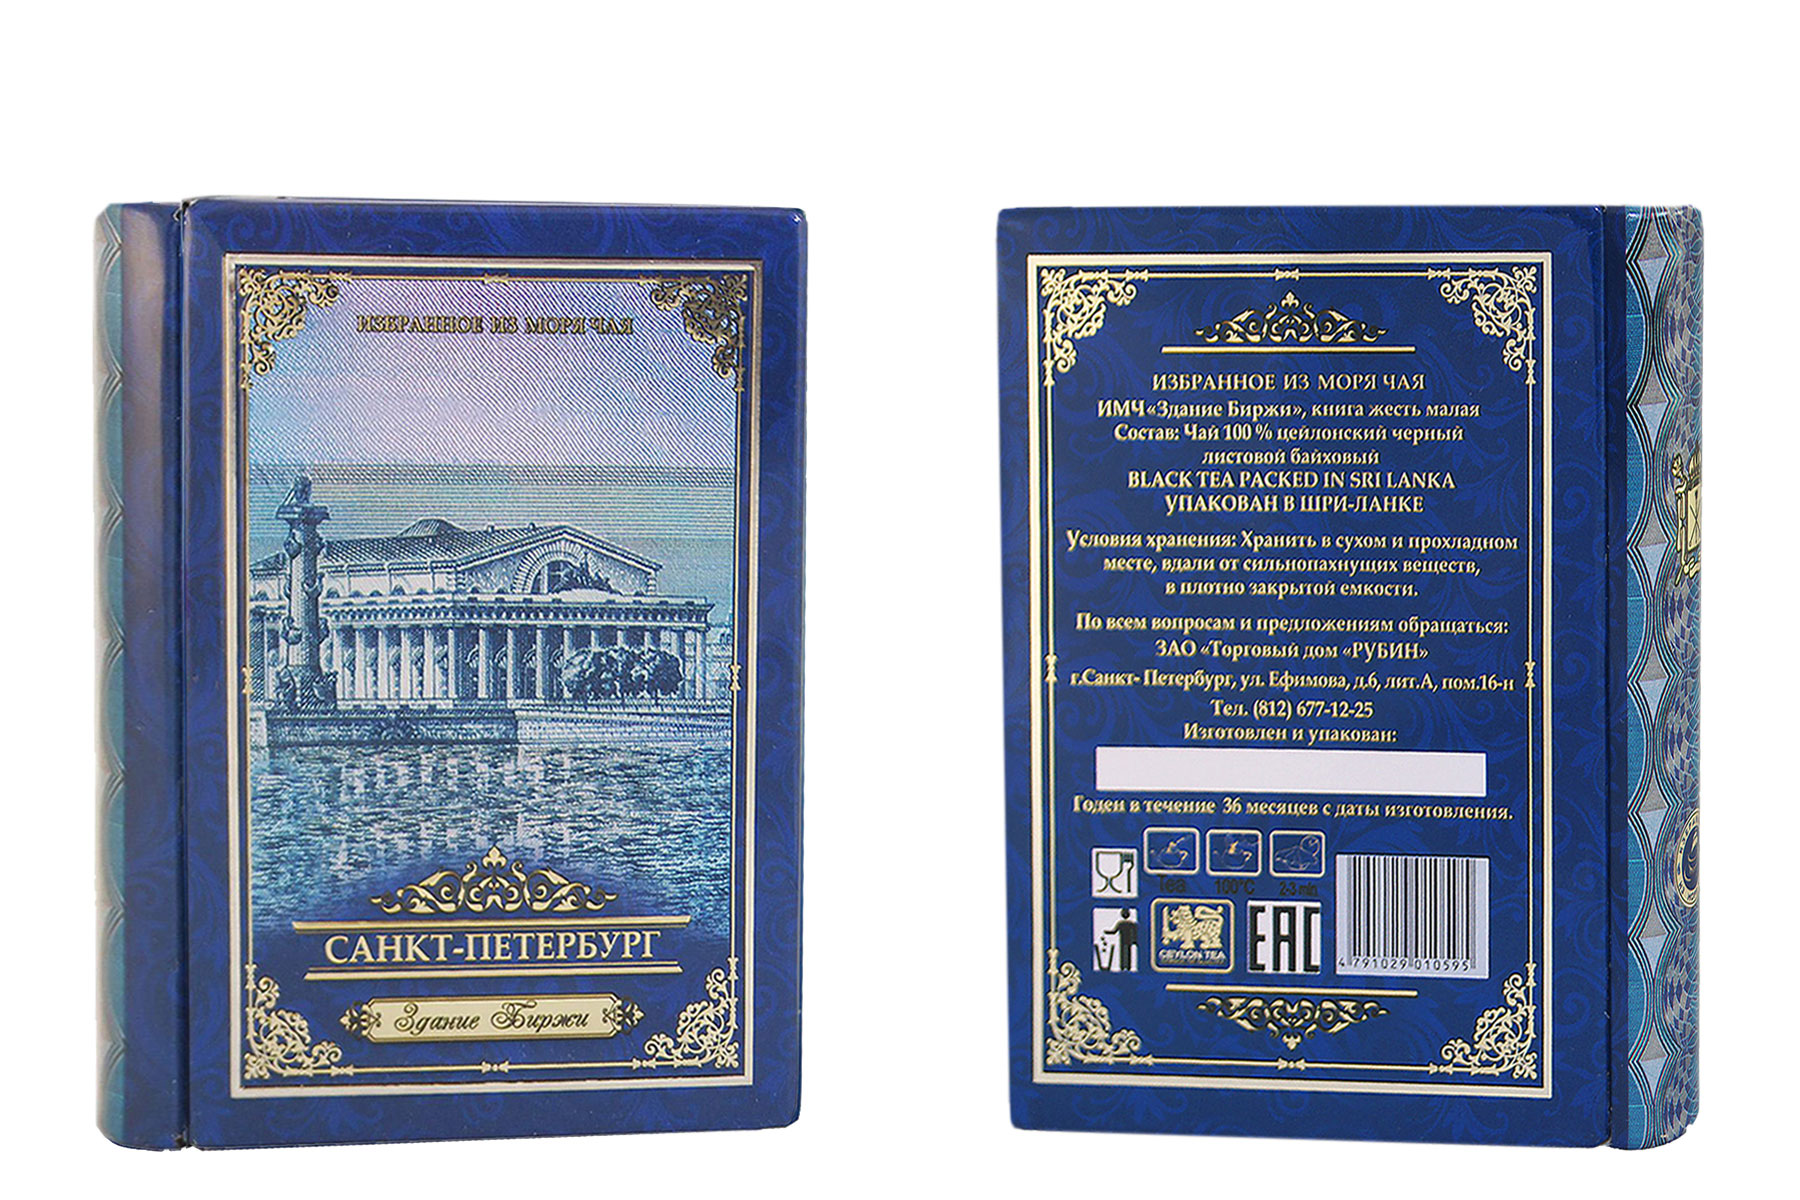 ИЗБРАННОЕ ИЗ МОРЯ ЧАЯ
САНКТ-ПЕТЕРБУРГ
Здание Биржи
ИЗБРАННОЕ ИЗ МОРЯ ЧАЯ
ИМЧ «Здание Биржи», книга жесть малая
Состав: Чай 100 % цейлонский черный
листовой байховый
BLACK TEA PACKED IN SRI LANKA
УПАКОВАН В ШРИ-ЛАНКЕ
Условия хранения: Хранить в сухом и прохладном
месте, вдали от сильнопахнущих веществ,
в плотно закрытой емкости.
По всем вопросам и предложениям обращаться:
ЗАО «Торговый дом «РУБИН»
г.Санкт- Петербург, ул. Ефимова, д.6, лит.А, пом.16-н
Тел. (812) 677-12-25
Изготовлен и упакован:
Годен в течение 36 месяцев с даты изготовления.
Tea 100°C 2-3 min
CEYLON TEA
EAC
4 791029 010595